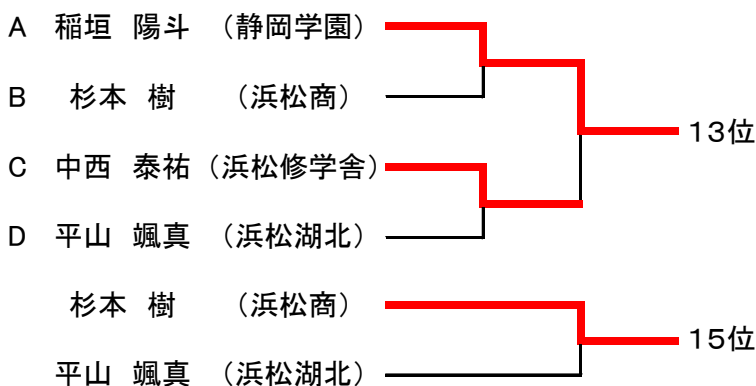 A 稲垣 陽斗 （静岡学園）
B 杉本 樹 （浜松商）
13位
C 中西 泰祐（浜松修学舎）
D 平山 颯真 （浜松湖北）
杉本 樹 （浜松商）
15位
平山 颯真 （浜松湖北）